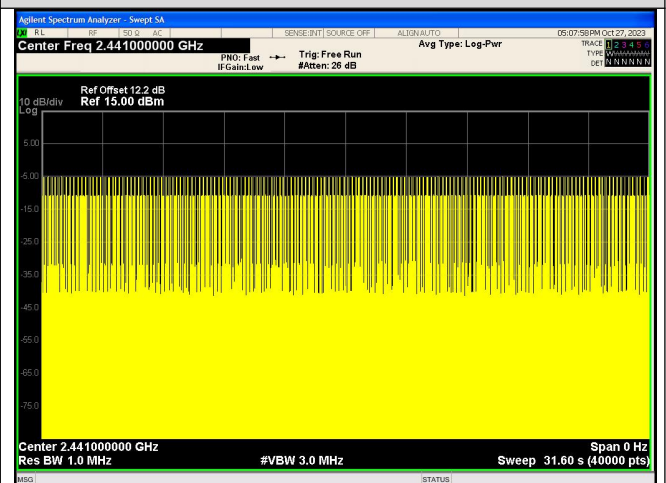 Agilent Spectrum Analyzer - Swept SA
LXI RL RF 50 Ω AC SENSE:INT SOURCE OFF ALIGN AUTO 05:07:58 PM Oct 27, 2023
Center Freq 2.441000000 GHz
Avg Type: Log-Pwr
TRACE 1 2 3 4 5 6
TYPE
DET N N N N N N
PNO: Fast
IFGain:Low
Trig: Free Run
#Atten: 26 dB
Ref Offset 12.2 dB
10 dB/div Ref 15.00 dBm
Log
5.00
-5.00
-15.0
-25.0
-35.0
-45.0
-55.0
-65.0
-75.0
Center 2.441000000 GHz Span 0 Hz
Res BW 1.0 MHz #VBW 3.0 MHz Sweep 31.60 s (40000 pts)
MSG STATUS